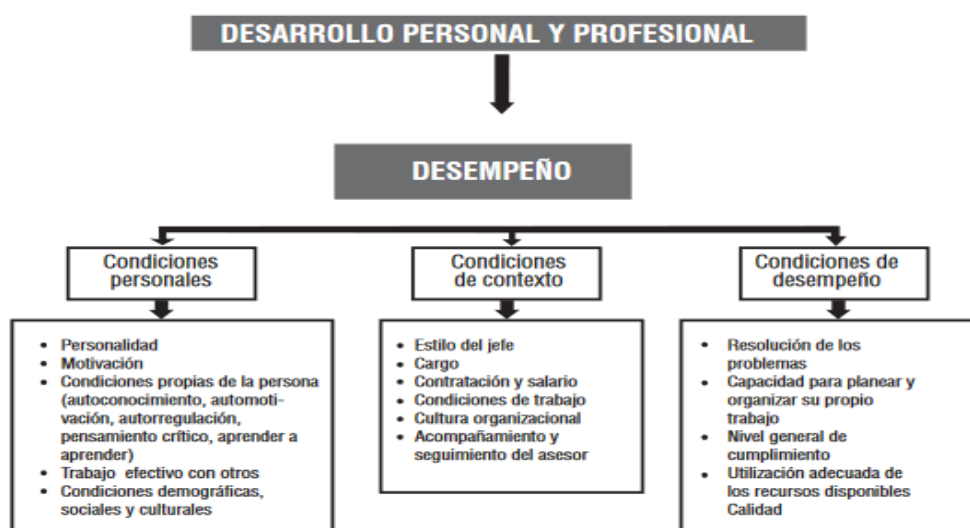 DESARROLLO PERSONAL Y PROFESIONAL
DESEMPEÑO
Condiciones
personales
• Personalidad
• Motivación
• Condiciones propias de la persona
(autoconocimiento, automoti-
vación, autorregulación,
pensamiento crítico, aprender a
aprender)
• Trabajo efectivo con otros
• Condiciones demográficas,
sociales y culturales
Condiciones
de contexto
• Estilo del jefe
• Cargo
• Contratación y salario
• Condiciones de trabajo
• Cultura organizacional
• Acompañamiento y
seguimiento del asesor
Condiciones de
desempeño
• Resolución de los
problemas
• Capacidad para planear y
organizar su propio
trabajo
• Nivel general de
cumplimiento
• Utilización adecuada de
los recursos disponibles
Calidad